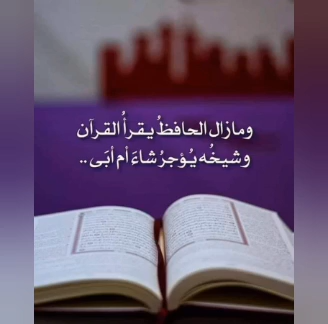 ومازال الحافظُ يقرأُ القرآن
وشيخُه يُؤجرُ شاءَ أم أبَى ..